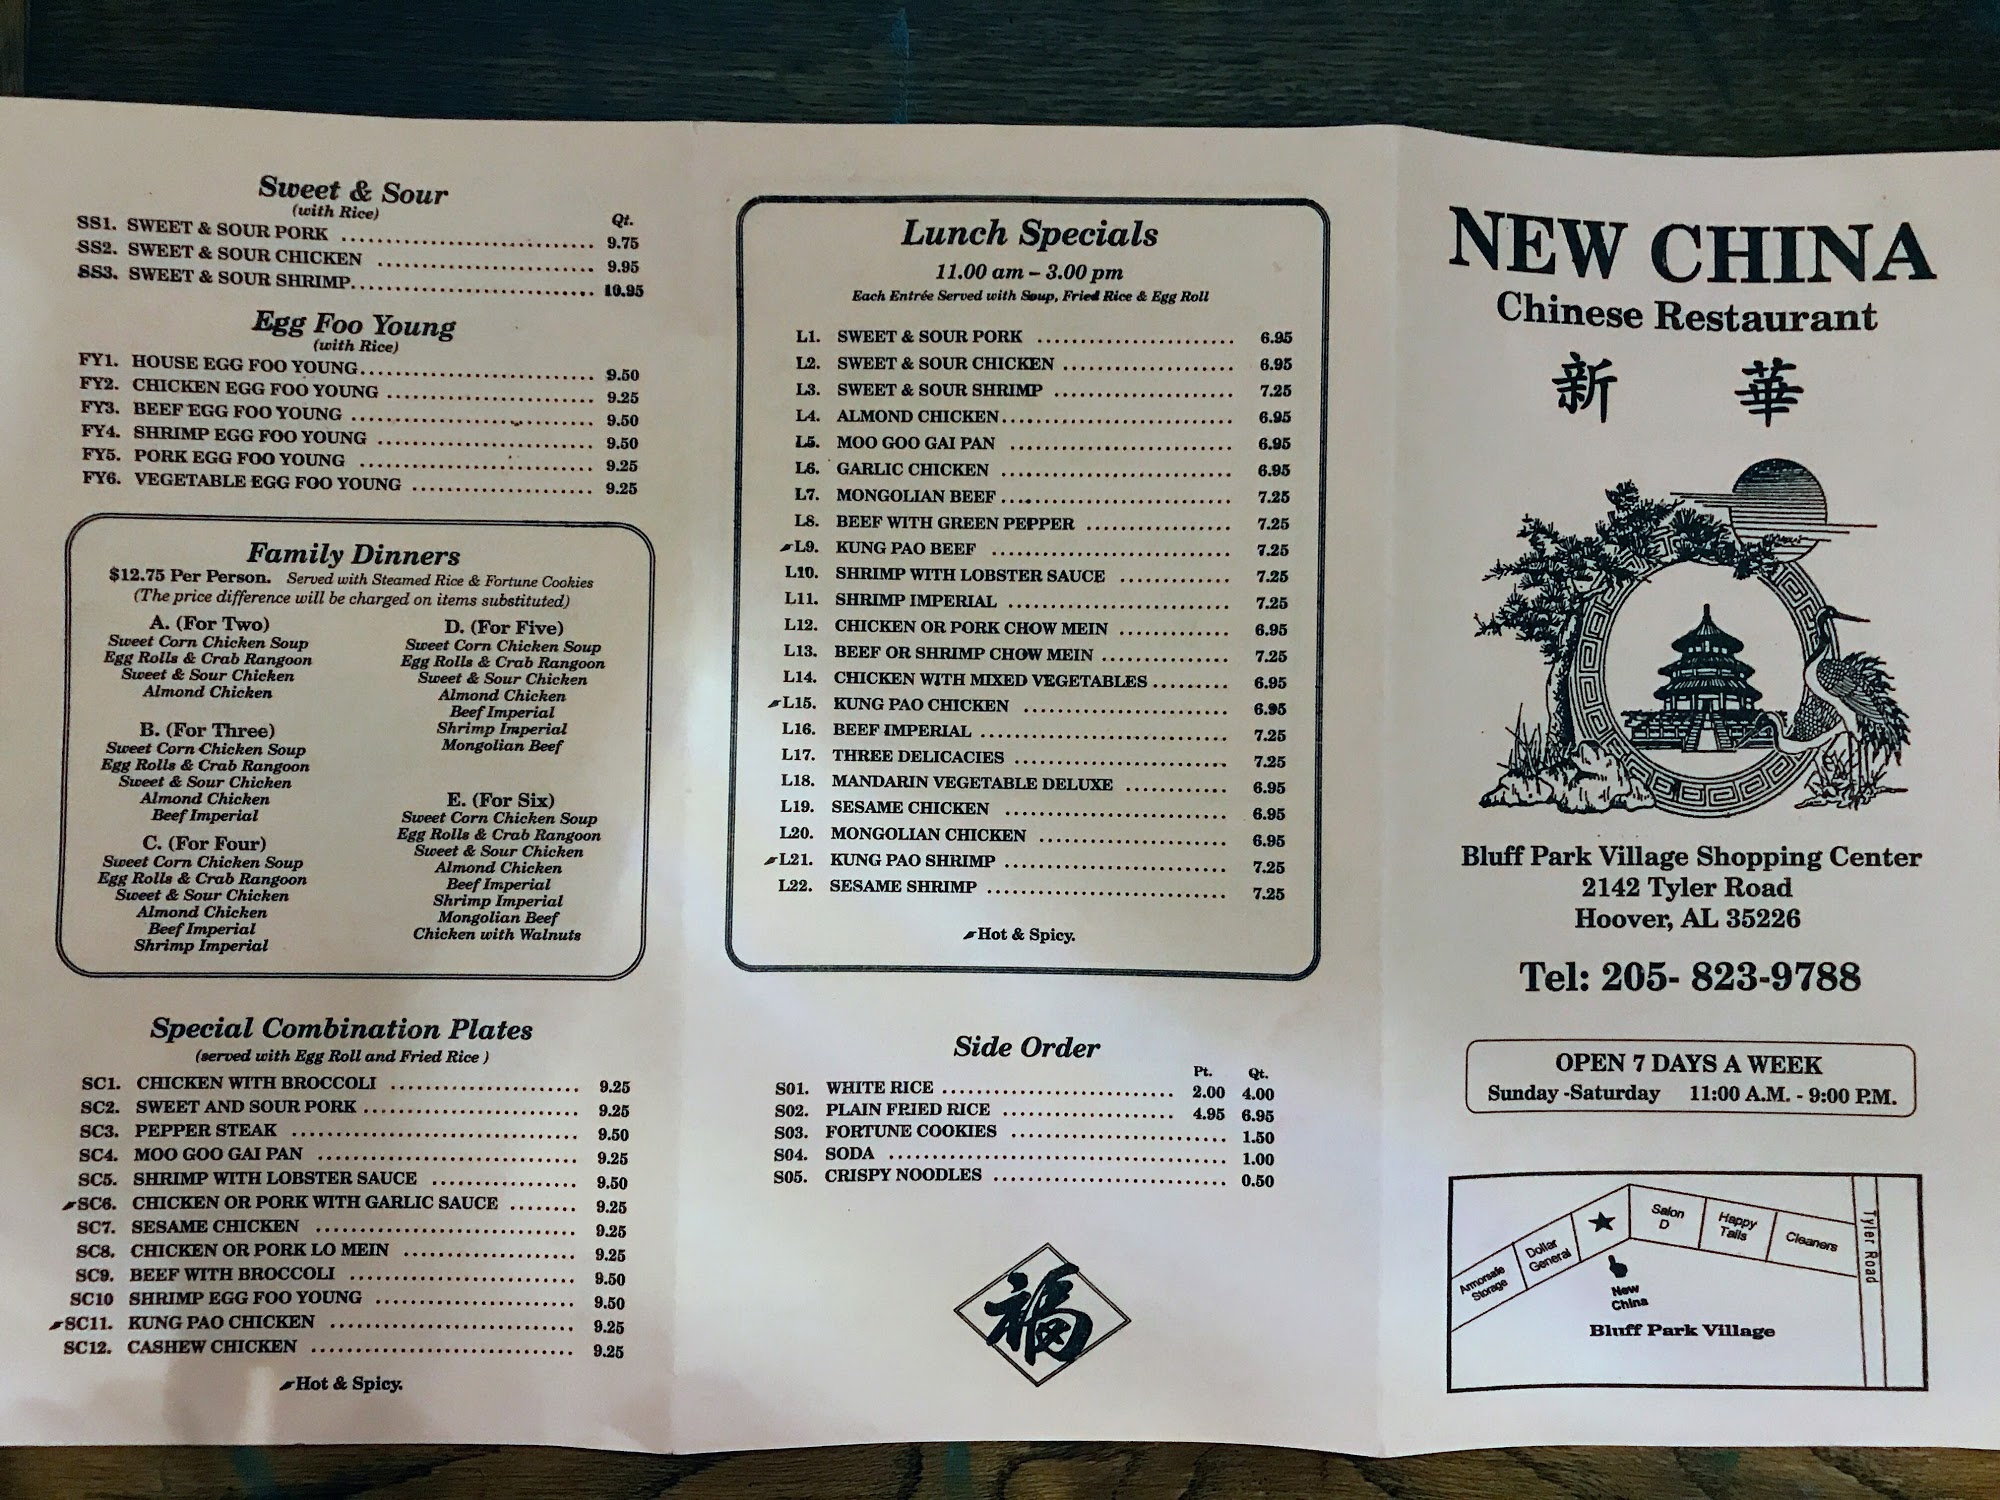 Sweet & Sour
(with Rice)
Qt.
SS1. SWEET & SOUR PORK 9.75
SS2. SWEET & SOUR CHICKEN 9.95
SS3. SWEET & SOUR SHRIMP 10.95
Egg Foo Young
(with Rice)
FY1. HOUSE EGG FOO YOUNG 9.50
FY2. CHICKEN EGG FOO YOUNG 9.25
FY3. BEEF EGG FOO YOUNG 9.50
FY4. SHRIMP EGG FOO YOUNG 9.50
FY5. PORK EGG FOO YOUNG 9.25
FY6. VEGETABLE EGG FOO YOUNG 9.25
Family Dinners
$12.75 Per Person. Served with Steamed Rice & Fortune Cookies
(The price difference will be charged on items substituted)
A. (For Two)
Sweet Corn Chicken Soup
Egg Rolls & Crab Rangoon
Sweet & Sour Chicken
Almond Chicken
B. (For Three)
Sweet Corn Chicken Soup
Egg Rolls & Crab Rangoon
Sweet & Sour Chicken
Almond Chicken
Beef Imperial
C. (For Four)
Sweet Corn Chicken Soup
Egg Rolls & Crab Rangoon
Sweet & Sour Chicken
Almond Chicken
Beef Imperial
Shrimp Imperial
D. (For Five)
Sweet Corn Chicken Soup
Egg Rolls & Crab Rangoon
Sweet & Sour Chicken
Almond Chicken
Beef Imperial
Shrimp Imperial
Mongolian Beef
E. (For Six)
Sweet Corn Chicken Soup
Egg Rolls & Crab Rangoon
Sweet & Sour Chicken
Almond Chicken
Beef Imperial
Shrimp Imperial
Mongolian Beef
Chicken with Walnuts
Special Combination Plates
(served with Egg Roll and Fried Rice )
SC1. CHICKEN WITH BROCCOLI 9.25
SC2. SWEET AND SOUR PORK 9.25
SC3. PEPPER STEAK 9.50
SC4. MOO GOO GAI PAN 9.25
SC5. SHRIMP WITH LOBSTER SAUCE 9.50
SC6. CHICKEN OR PORK WITH GARLIC SAUCE 9.25
SC7. SESAME CHICKEN 9.25
SC8. CHICKEN OR PORK LO MEIN 9.25
SC9. BEEF WITH BROCCOLI 9.50
SC10 SHRIMP EGG FOO YOUNG 9.50
SC11. KUNG PAO CHICKEN 9.25
SC12. CASHEW CHICKEN 9.25
Hot & Spicy.
Lunch Specials
11.00 am – 3.00 pm
Each Entrée Served with Soup, Fried Rice & Egg Roll
L1. SWEET & SOUR PORK 6.95
L2. SWEET & SOUR CHICKEN 6.95
L3. SWEET & SOUR SHRIMP 7.25
L4. ALMOND CHICKEN 6.95
L5. MOO GOO GAI PAN 6.95
L6. GARLIC CHICKEN 6.95
L7. MONGOLIAN BEEF 7.25
L8. BEEF WITH GREEN PEPPER 7.25
L9. KUNG PAO BEEF 7.25
L10. SHRIMP WITH LOBSTER SAUCE 7.25
L11. SHRIMP IMPERIAL 7.25
L12. CHICKEN OR PORK CHOW MEIN 6.95
L13. BEEF OR SHRIMP CHOW MEIN 7.25
L14. CHICKEN WITH MIXED VEGETABLES 6.95
L15. KUNG PAO CHICKEN 6.95
L16. BEEF IMPERIAL 7.25
L17. THREE DELICACIES 7.25
L18. MANDARIN VEGETABLE DELUXE 6.95
L19. SESAME CHICKEN 6.95
L20. MONGOLIAN CHICKEN 6.95
L21. KUNG PAO SHRIMP 7.25
L22. SESAME SHRIMP 7.25
Hot & Spicy.
Side Order
Pt. Qt.
S01. WHITE RICE 2.00 4.00
S02. PLAIN FRIED RICE 4.95 6.95
S03. FORTUNE COOKIES 1.50
S04. SODA 1.00
S05. CRISPY NOODLES 0.50
福
NEW CHINA
Chinese Restaurant
新 華
Bluff Park Village Shopping Center
2142 Tyler Road
Hoover, AL 35226
Tel: 205- 823-9788
OPEN 7 DAYS A WEEK
Sunday -Saturday 11:00 A.M. - 9:00 P.M.
Armorsafe Storage
Dollar General
Salon D
Happy Tails
Cleaners
Tyler Road
New China
Bluff Park Village